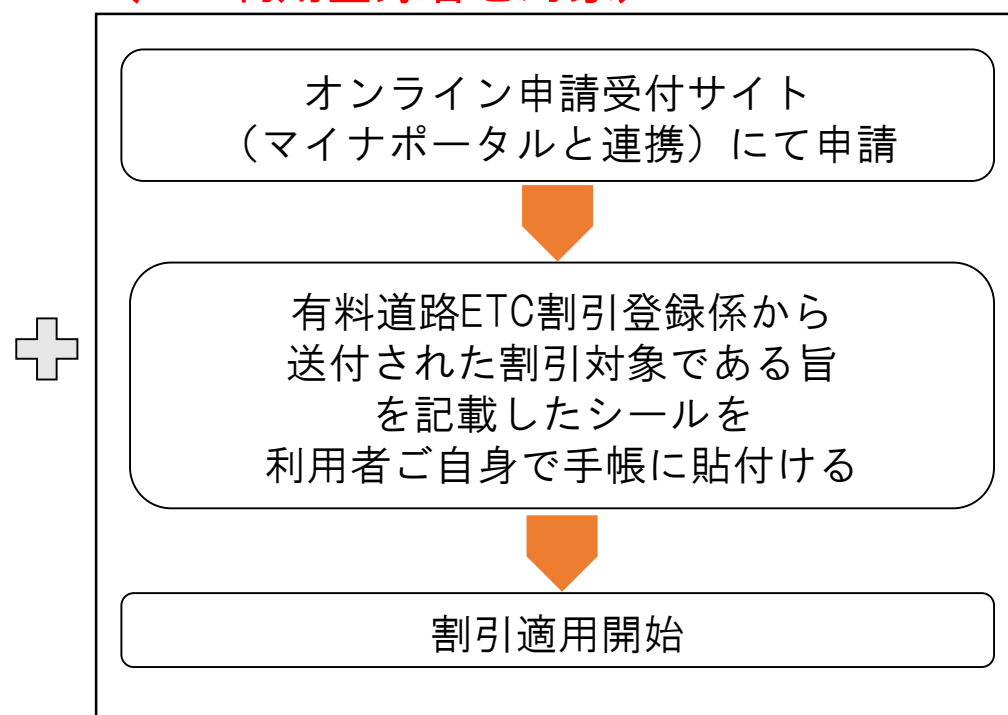 オンライン申請受付サイト
（マイナポータルと連携）にて申請
有料道路ETC割引登録係から
送付された割引対象である旨
を記載したシールを
利用者ご自身で手帳に貼付ける
割引適用開始